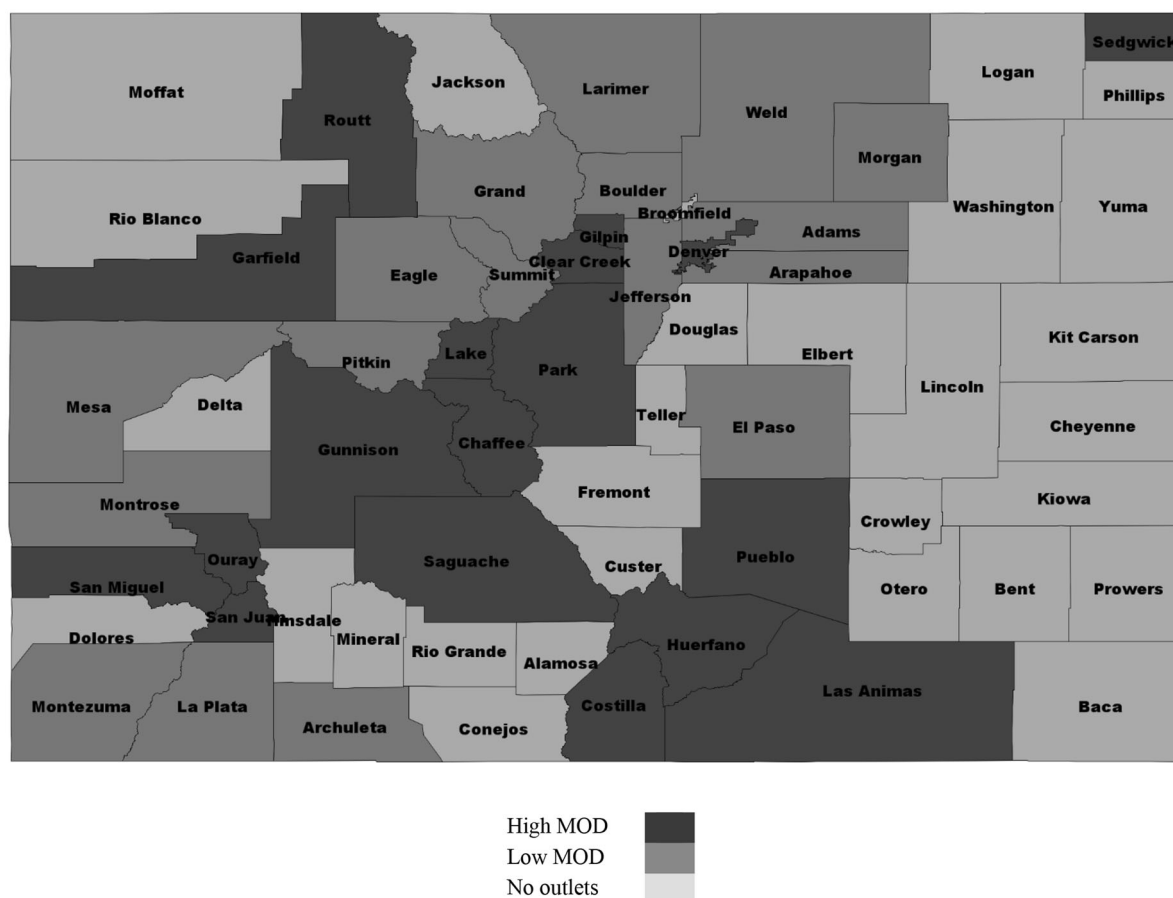 Moffat
Routt
Jackson
Larimer
Weld
Logan
Sedgwick
Phillips
Morgan
Rio Blanco
Grand
Boulder
Broomfield
Washington
Yuma
Garfield
Eagle
Summit
Gilpin
Clear Creek
Denver
Adams
Arapahoe
Jefferson
Douglas
Elbert
Kit Carson
Mesa
Delta
Pitkin
Lake
Park
Teller
El Paso
Lincoln
Cheyenne
Gunnison
Chaffee
Fremont
Crowley
Kiowa
Montrose
Ouray
Saguache
Custer
Pueblo
Otero
Bent
Prowers
San Miguel
San Juan
Hinsdale
Dolores
Mineral
Rio Grande
Alamosa
Huerfano
Las Animas
Baca
Montezuma
La Plata
Archuleta
Conejos
Costilla
High MOD
Low MOD
No outlets